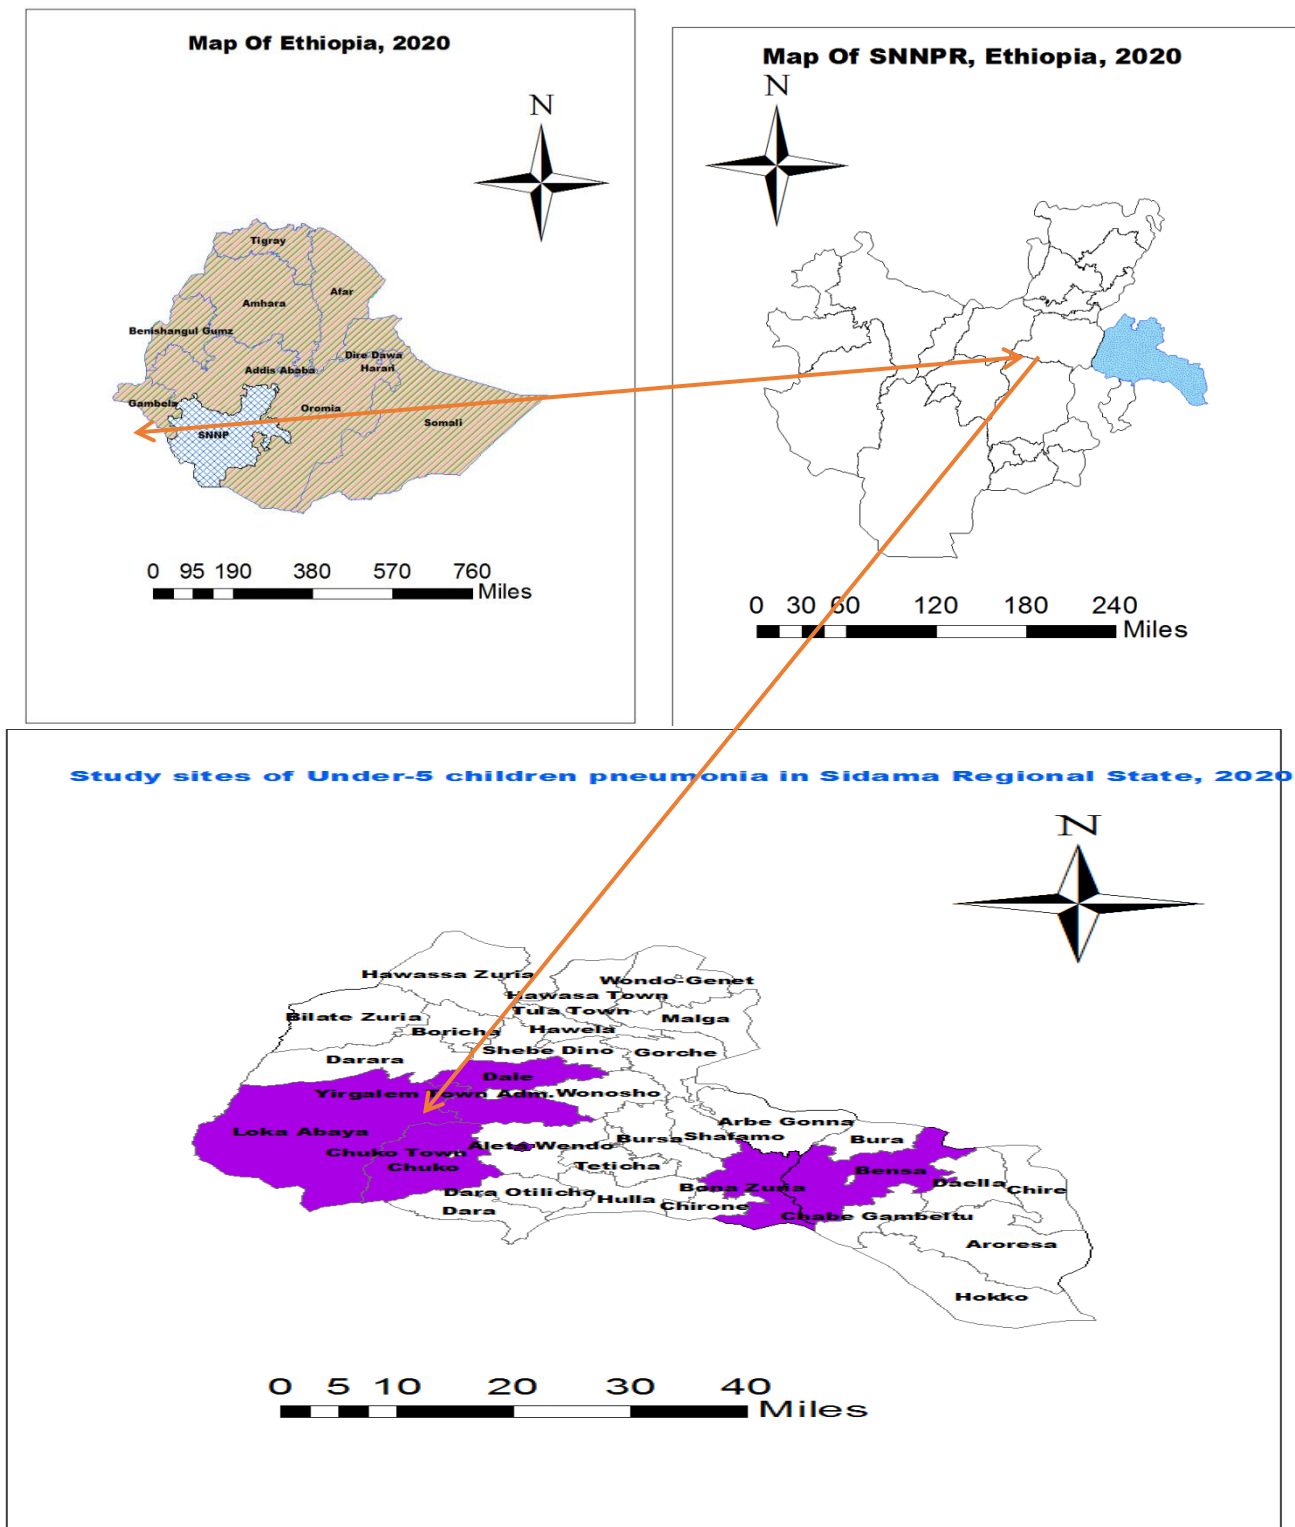 Map Of Ethiopia, 2020
N
Tigray
Afar
Amhara
Benishangul Gumz
Dire Dawa
Harari
Addis Ababa
Gambela
Oromia
Somali
SNNP
0 95 190 380 570 760
Miles
Map Of SNNPR, Ethiopia, 2020
N
0 30 60 120 180 240
Miles
Study sites of Under-5 children pneumonia in Sidama Regional State, 2020
N
Hawassa Zuria
Wondo-Genet
Hawasa Town
Tula Town
Bilate Zuria
Malga
Boricha
Hawela
Shebe Dino
Gorche
Darara
Dale
Yirgalem Town Adm.
Wonosho
Arbe Gonna
Loka Abaya
Bursa
Shafamo
Bura
Aleta Wendo
Chuko Town
Chuko
Teticha
Bensa
Daella
Chire
Bona Zuria
Dara Otilicho
Hulla
Chirone
Dara
Chabe Gambeltu
Aroresa
Hokko
0 5 10 20 30 40
Miles